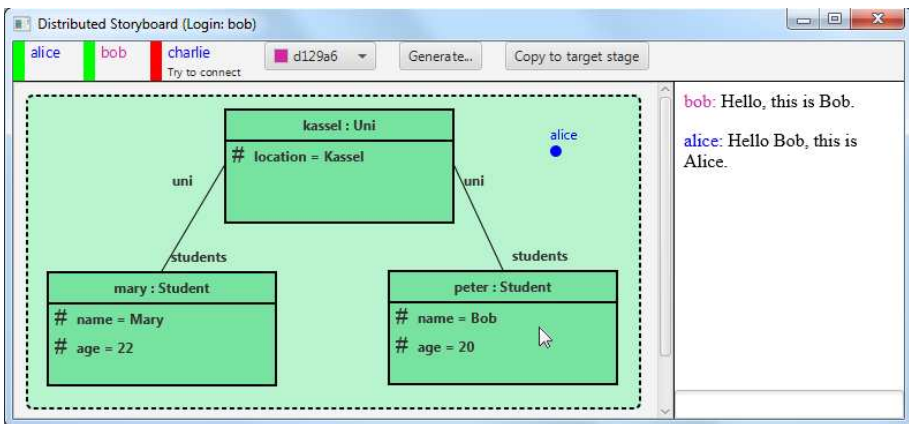 Distributed Storyboard (Login: bob)
alice
bob
charlie
Try to connect
d129a6
Generate...
Copy to target stage
kassel : Uni
# location = Kassel
alice
uni
uni
students
students
mary : Student
# name = Mary
# age = 22
peter : Student
# name = Bob
# age = 20
bob: Hello, this is Bob.
alice: Hello Bob, this is
Alice.